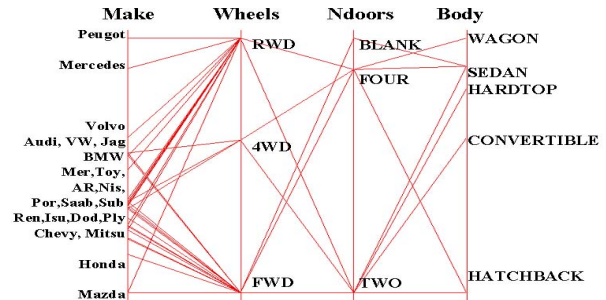 Make Wheels Ndoors Body
Peugot
Mercedes
Volvo
Audi, VW, Jag
BMW
Mer,Toy,
AR,Nis,
Por,Saab,Sub
Ren,Isu,Dod,Ply
Chevy, Mitsu
Honda
Mazda
RWD
4WD
FWD
BLANK
FOUR
TWO
WAGON
SEDAN
HARDTOP
CONVERTIBLE
HATCHBACK